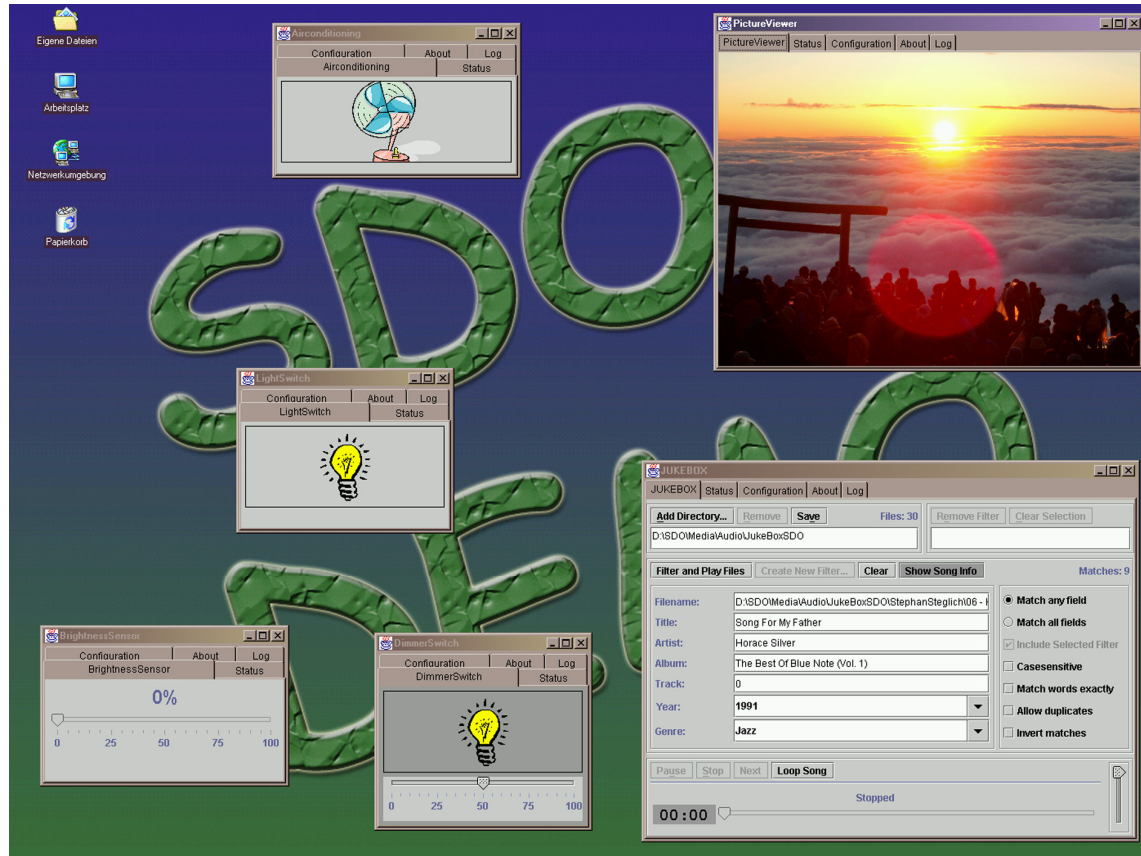 Eigene Dateien
Arbeitsplatz
Netzwerkumgebung
Papierkorb
SDO
DEMO
Airconditioning
Configuration About Log
Airconditioning Status
PictureViewer
PictureViewer Status Configuration About Log
LightSwitch
Configuration About Log
LightSwitch Status
BrightnessSensor
Configuration About Log
BrightnessSensor Status
0%
0 25 50 75 100
DimmerSwitch
Configuration About Log
DimmerSwitch Status
0 25 50 75 100
JUKEBOX
JUKEBOX Status Configuration About Log
Add Directory... Remove Save Files: 30 Remove Filter Clear Selection
D:\SDO\Media\Audio\JukeBoxSDO
Filter and Play Files Create New Filter... Clear Show Song Info Matches: 9
Filename: D:\SDO\Media\Audio\JukeBoxSDO\StephanSteglich\06 -
Title: Song For My Father
Artist: Horace Silver
Album: The Best Of Blue Note (Vol. 1)
Track: 0
Year: 1991
Genre: Jazz
Match any field
Match all fields
Include Selected Filter
Casesensitive
Match words exactly
Allow duplicates
Invert matches
Pause Stop Next Loop Song
Stopped
00:00